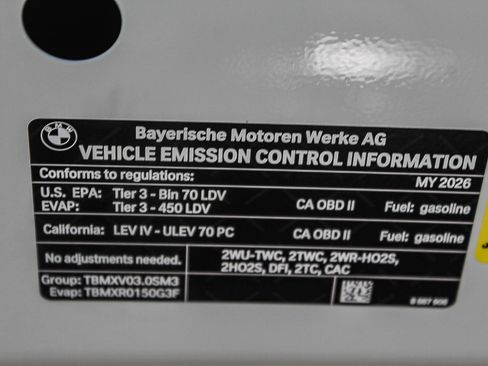 BMW
Bayerische Motoren Werke AG
VEHICLE EMISSION CONTROL INFORMATION
Conforms to regulations: MY 2026
U.S. EPA: Tier 3 - Bin 70 LDV
EVAP: Tier 3 - 450 LDV CA OBD II Fuel: gasoline
California: LEV IV - ULEV 70 PC CA OBD II Fuel: gasoline
No adjustments needed. 2WU-TWC, 2TWC, 2WR-HO2S,
2HO2S, DFI, 2TC, CAC
Group: TBMXV03.0SM3
Evap: TBMXR0150G3F